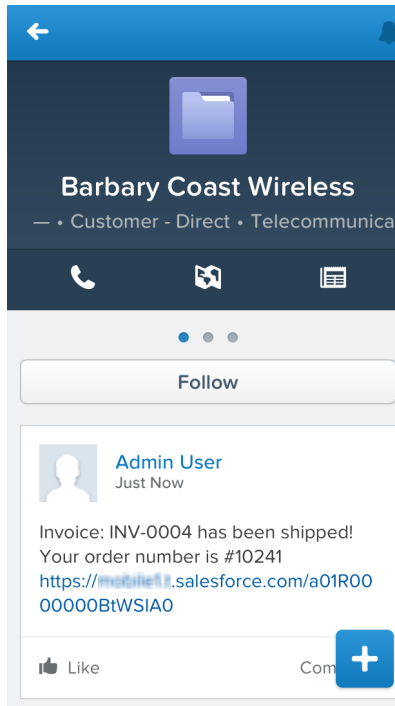 Barbary Coast Wireless
— • Customer - Direct • Telecommunica
Follow
Admin User
Just Now
Invoice: INV-0004 has been shipped!
Your order number is #10241
https:// .salesforce.com/a01R00
00000BtWSIA0
Like
Com